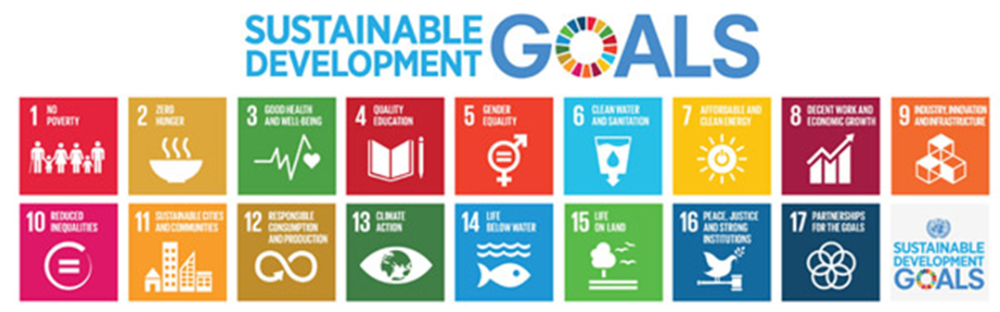 SUSTAINABLE
DEVELOPMENT
GOALS
1 NO
POVERTY
2 ZERO
HUNGER
3 GOOD HEALTH
AND WELL-BEING
4 QUALITY
EDUCATION
5 GENDER
EQUALITY
6 CLEAN WATER
AND SANITATION
7 AFFORDABLE AND
CLEAN ENERGY
8 DECENT WORK AND
ECONOMIC GROWTH
9 INDUSTRY, INNOVATION
AND INFRASTRUCTURE
10 REDUCED
INEQUALITIES
11 SUSTAINABLE CITIES
AND COMMUNITIES
12 RESPONSIBLE
CONSUMPTION
AND PRODUCTION
13 CLIMATE
ACTION
14 LIFE
BELOW WATER
15 LIFE
ON LAND
16 PEACE, JUSTICE
AND STRONG
INSTITUTIONS
17 PARTNERSHIPS
FOR THE GOALS
SUSTAINABLE
DEVELOPMENT
GOALS